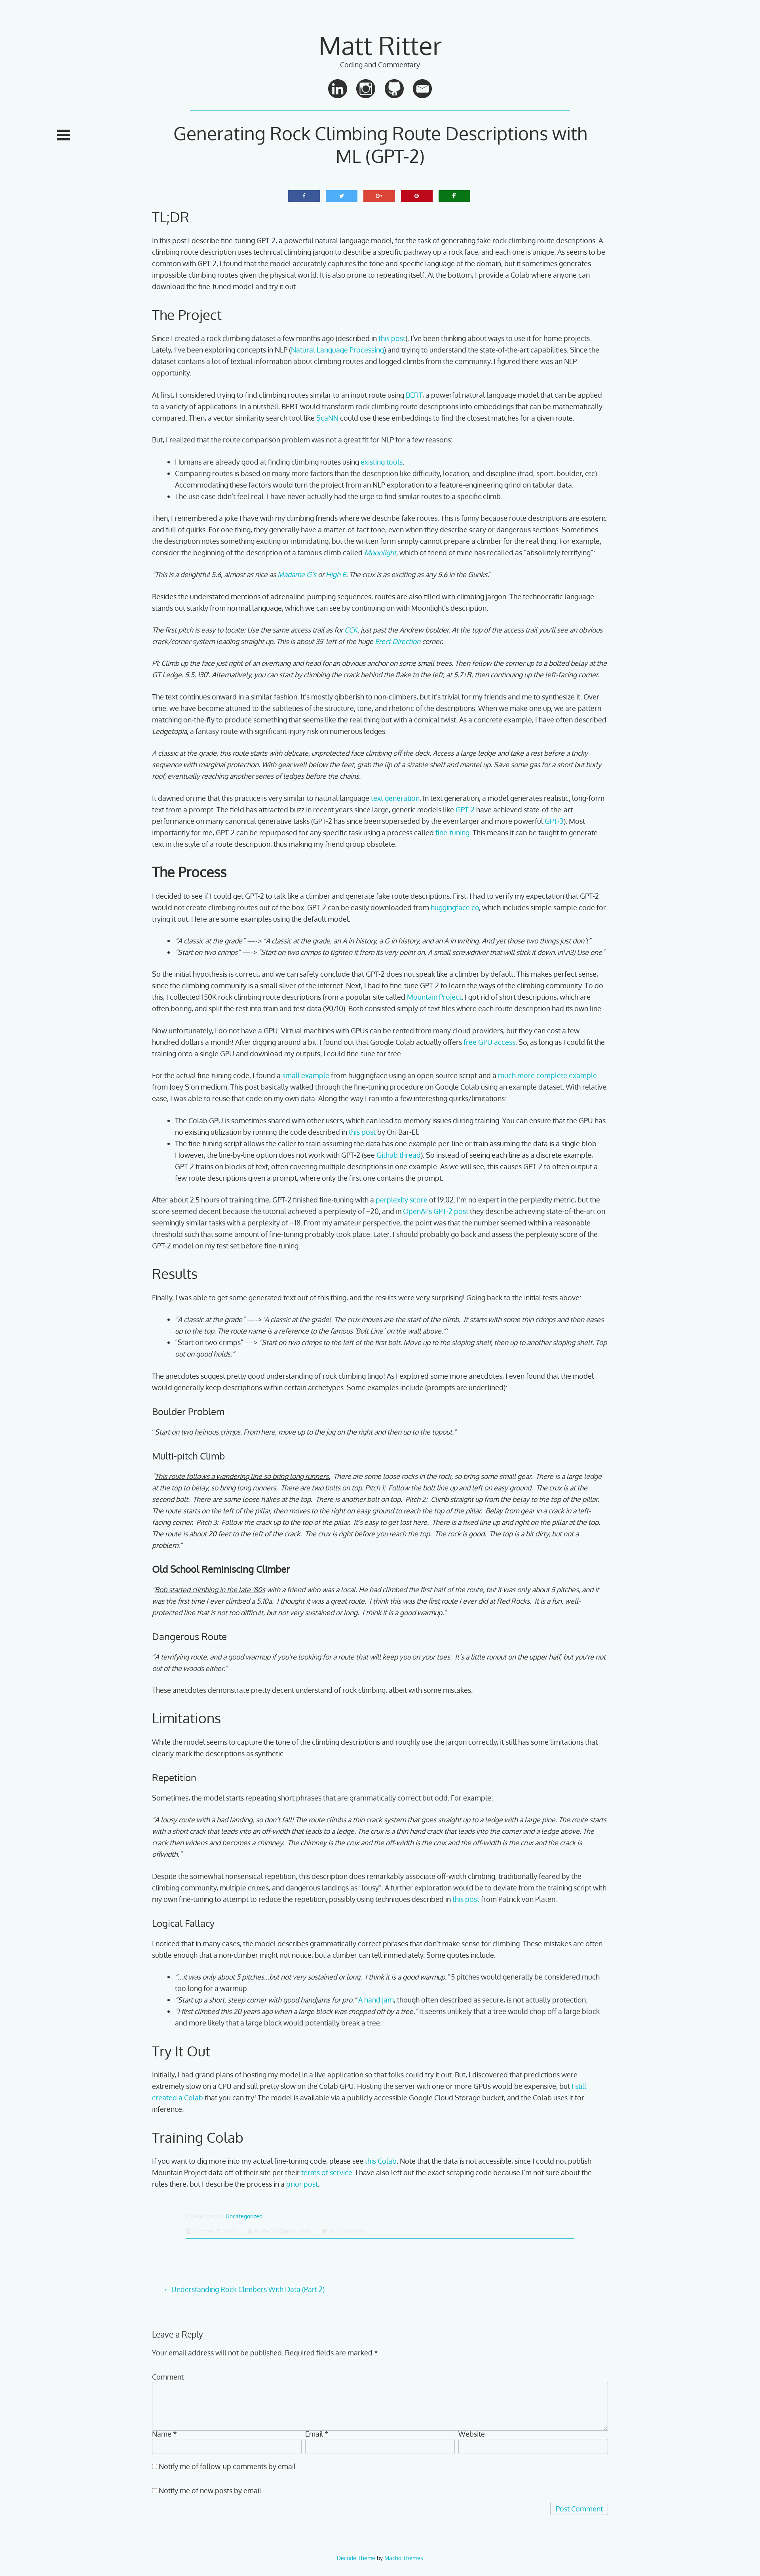 Matt Ritter
Coding and Commentary
Generating Rock Climbing Route Descriptions with
ML (GPT-2)
TL;DR
In this post I describe fine-tuning GPT-2, a powerful natural language model, for the task of generating fake rock climbing route descriptions. A
climbing route description uses technical climbing jargon to describe a specific pathway up a rock face, and each one is unique. As seems to be
common with GPT-2, I found that the model accurately captures the tone and specific language of the domain, but it sometimes generates
impossible climbing routes given the physical world. It is also prone to repeating itself. At the bottom, I provide a Colab where anyone can
download the fine-tuned model and try it out.
The Project
Since I created a rock climbing dataset a few months ago (described in this post), I've been thinking about ways to use it for home projects.
Lately, I've been exploring concepts in NLP (Natural Language Processing) and trying to understand the state-of-the-art capabilities. Since the
dataset contains a lot of textual information about climbing routes and logged climbs from the community, I figured there was an NLP
opportunity.
At first, I considered trying to find climbing routes similar to an input route using BERT, a powerful natural language model that can be applied
to a variety of applications. In a nutshell, BERT would transform rock climbing route descriptions into embeddings that can be mathematically
compared. Then, a vector similarity search tool like ScaNN could use these embeddings to find the closest matches for a given route.
But, I realized that the route comparison problem was not a great fit for NLP for a few reasons:
• Humans are already good at finding climbing routes using existing tools.
• Comparing routes is based on many more factors than the description like difficulty, location, and discipline (trad, sport, boulder, etc).
Accommodating these factors would turn the project from an NLP exploration to a feature-engineering grind on tabular data.
• The use case didn't feel real. I have never actually had the urge to find similar routes to a specific climb.
Then, I remembered a joke I have with my climbing friends where we describe fake routes. This is funny because route descriptions are so esoteric
and full of quirks. For one thing, they generally have a matter-of-fact tone, even when they describe scary or dangerous sections. Sometimes
the description notes something exciting or intimidating, but the written form simply cannot prepare a climber for the real thing. For example,
consider the beginning of the description of a famous climb called Moonlight, which of friend of mine has recalled as "absolutely terrifying":
"This is a delightful 5.6, almost as nice as Madame G's or High E. The crux is as exciting as any 5.6 in the Gunks."
Besides the understated mentions of adrenaline-pumping sequences, routes are also filled with climbing jargon. The technocratic language
stands out starkly from normal language, which we can see by continuing on with Moonlight's description.
The first pitch is easy to locate: Use the same access trail as for CCK, just past the Andrew boulder. At the top of the access trail you'll see an obvious
crack/corner system leading straight up. This is about 35' left of the huge Erect Direction corner.
P1: Climb up the face just right of an overhang and head for an obvious anchor on some small trees. Then follow the corner up to a bolted belay at the
GT Ledge. 5.5, 130'. Alternatively, you can start by climbing the crack behind the flake to the left, at 5.7+R, then continuing up the left-facing corner.
The text continues onward in a similar fashion. It's mostly gibberish to non-climbers, but it's trivial for my friends and me to synthesize it. Over
time, we have become attuned to the subtleties of the structure, tone, and rhetoric of the descriptions. When we make one up, we are pattern
matching on-the-fly to produce something that seems like the real thing but with a comical twist. As a concrete example, I have often described
Ledgetopia, a fantasy route with significant injury risk on numerous ledges:
A classic at the grade, this route starts with delicate, unprotected face climbing off the deck. Access a large ledge and take a rest before a tricky
sequence with marginal protection. With gear well below the feet, grab the lip of a sizable shelf and mantel up. Save some gas for a short but burly
roof, eventually reaching another series of ledges before the chains.
It dawned on me that this practice is very similar to natural language text generation. In text generation, a model generates realistic, long-form
text from a prompt. The field has attracted buzz in recent years since large, generic models like GPT-2 have achieved state-of-the-art
performance on many canonical generative tasks (GPT-2 has since been superseded by the even larger and more powerful GPT-3). Most
importantly for me, GPT-2 can be repurposed for any specific task using a process called fine-tuning. This means it can be taught to generate
text in the style of a route description, thus making my friend group obsolete.
The Process
I decided to see if I could get GPT-2 to talk like a climber and generate fake route descriptions. First, I had to verify my expectation that GPT-2
would not create climbing routes out of the box. GPT-2 can be easily downloaded from huggingface.co, which includes simple sample code for
trying it out. Here are some examples using the default model:
• "A classic at the grade" —-> "A classic at the grade, an A in history, a G in history, and an A in writing. And yet those two things just don't"
• "Start on two crimps" —-> "Start on two crimps to tighten it from its very point on. A small screwdriver that will stick it down.\n\n3) Use one"
So the initial hypothesis is correct, and we can safely conclude that GPT-2 does not speak like a climber by default. This makes perfect sense,
since the climbing community is a small sliver of the internet. Next, I had to fine-tune GPT-2 to learn the ways of the climbing community. To do
this, I collected 150K rock climbing route descriptions from a popular site called Mountain Project. I got rid of short descriptions, which are
often boring, and split the rest into train and test data (90/10). Both consisted simply of text files where each route description had its own line.
Now unfortunately, I do not have a GPU. Virtual machines with GPUs can be rented from many cloud providers, but they can cost a few
hundred dollars a month! After digging around a bit, I found out that Google Colab actually offers free GPU access. So, as long as I could fit the
training onto a single GPU and download my outputs, I could fine-tune for free.
For the actual fine-tuning code, I found a small example from huggingface using an open-source script and a much more complete example
from Joey S on medium. This post basically walked through the fine-tuning procedure on Google Colab using an example dataset. With relative
ease, I was able to reuse that code on my own data. Along the way I ran into a few interesting quirks/limitations:
• The Colab GPU is sometimes shared with other users, which can lead to memory issues during training. You can ensure that the GPU has
no existing utilization by running the code described in this post by Ori Bar-El.
• The fine-tuning script allows the caller to train assuming the data has one example per-line or train assuming the data is a single blob.
However, the line-by-line option does not work with GPT-2 (see Github thread). So instead of seeing each line as a discrete example,
GPT-2 trains on blocks of text, often covering multiple descriptions in one example. As we will see, this causes GPT-2 to often output a
few route descriptions given a prompt, where only the first one contains the prompt.
After about 2.5 hours of training time, GPT-2 finished fine-tuning with a perplexity score of 19.02. I'm no expert in the perplexity metric, but the
score seemed decent because the tutorial achieved a perplexity of ~20, and in OpenAI's GPT-2 post they describe achieving state-of-the-art on
seemingly similar tasks with a perplexity of ~18. From my amateur perspective, the point was that the number seemed within a reasonable
threshold such that some amount of fine-tuning probably took place. Later, I should probably go back and assess the perplexity score of the
GPT-2 model on my test set before fine-tuning.
Results
Finally, I was able to get some generated text out of this thing, and the results were very surprising! Going back to the initial tests above:
• "A classic at the grade" —-> 'A classic at the grade!  The crux moves are the start of the climb.  It starts with some thin crimps and then eases
up to the top. The route name is a reference to the famous 'Bolt Line' on the wall above."'
• "Start on two crimps" —-> "Start on two crimps to the left of the first bolt. Move up to the sloping shelf, then up to another sloping shelf. Top
out on good holds."
The anecdotes suggest pretty good understanding of rock climbing lingo! As I explored some more anecdotes, I even found that the model
would generally keep descriptions within certain archetypes. Some examples include (prompts are underlined):
Boulder Problem
"Start on two heinous crimps. From here, move up to the jug on the right and then up to the topout."
Multi-pitch Climb
"This route follows a wandering line so bring long runners.  There are some loose rocks in the rock, so bring some small gear.  There is a large ledge
at the top to belay, so bring long runners.  There are two bolts on top. Pitch 1:  Follow the bolt line up and left on easy ground.  The crux is at the
second bolt.  There are some loose flakes at the top.  There is another bolt on top.  Pitch 2:  Climb straight up from the belay to the top of the pillar.
The route starts on the left of the pillar, then moves to the right on easy ground to reach the top of the pillar.  Belay from gear in a crack in a left-
facing corner.  Pitch 3:  Follow the crack up to the top of the pillar.  It's easy to get lost here.  There is a fixed line up and right on the pillar at the top.
The route is about 20 feet to the left of the crack.  The crux is right before you reach the top.  The rock is good.  The top is a bit dirty, but not a
problem."
Old School Reminiscing Climber
"Bob started climbing in the late '80s with a friend who was a local. He had climbed the first half of the route, but it was only about 5 pitches, and it
was the first time I ever climbed a 5.10a.  I thought it was a great route.  I think this was the first route I ever did at Red Rocks.  It is a fun, well-
protected line that is not too difficult, but not very sustained or long.  I think it is a good warmup."
Dangerous Route
"A terrifying route, and a good warmup if you're looking for a route that will keep you on your toes.  It's a little runout on the upper half, but you're not
out of the woods either."
These anecdotes demonstrate pretty decent understand of rock climbing, albeit with some mistakes.
Limitations
While the model seems to capture the tone of the climbing descriptions and roughly use the jargon correctly, it still has some limitations that
clearly mark the descriptions as synthetic.
Repetition
Sometimes, the model starts repeating short phrases that are grammatically correct but odd. For example:
"A lousy route with a bad landing, so don't fall! The route climbs a thin crack system that goes straight up to a ledge with a large pine. The route starts
with a short crack that leads into an off-width that leads to a ledge. The crux is a thin hand crack that leads into the corner and a ledge above. The
crack then widens and becomes a chimney.  The chimney is the crux and the off-width is the crux and the off-width is the crux and the crack is
offwidth."
Despite the somewhat nonsensical repetition, this description does remarkably associate off-width climbing, traditionally feared by the
climbing community, multiple cruxes, and dangerous landings as "lousy". A further exploration would be to deviate from the training script with
my own fine-tuning to attempt to reduce the repetition, possibly using techniques described in this post from Patrick von Platen.
Logical Fallacy
I noticed that in many cases, the model describes grammatically correct phrases that don't make sense for climbing. These mistakes are often
subtle enough that a non-climber might not notice, but a climber can tell immediately. Some quotes include:
• "...it was only about 5 pitches...but not very sustained or long.  I think it is a good warmup." 5 pitches would generally be considered much
too long for a warmup.
• "Start up a short, steep corner with good handjams for pro." A hand jam, though often described as secure, is not actually protection.
• "I first climbed this 20 years ago when a large block was chopped off by a tree." It seems unlikely that a tree would chop off a large block
and more likely that a large block would potentially break a tree.
Try It Out
Initially, I had grand plans of hosting my model in a live application so that folks could try it out. But, I discovered that predictions were
extremely slow on a CPU and still pretty slow on the Colab GPU. Hosting the server with one or more GPUs would be expensive, but I still
created a Colab that you can try! The model is available via a publicly accessible Google Cloud Storage bucket, and the Colab uses it for
inference.
Training Colab
If you want to dig more into my actual fine-tuning code, please see this Colab. Note that the data is not accessible, since I could not publish
Mountain Project data off of their site per their terms of service. I have also left out the exact scraping code because I'm not sure about the
rules there, but I describe the process in a prior post.
Uncategorized
← Understanding Rock Climbers With Data (Part 2)
Leave a Reply
Your email address will not be published. Required fields are marked *
Comment
Name * Email * Website
Notify me of follow-up comments by email.
Notify me of new posts by email.
Post Comment
Decode Theme by Macho Themes